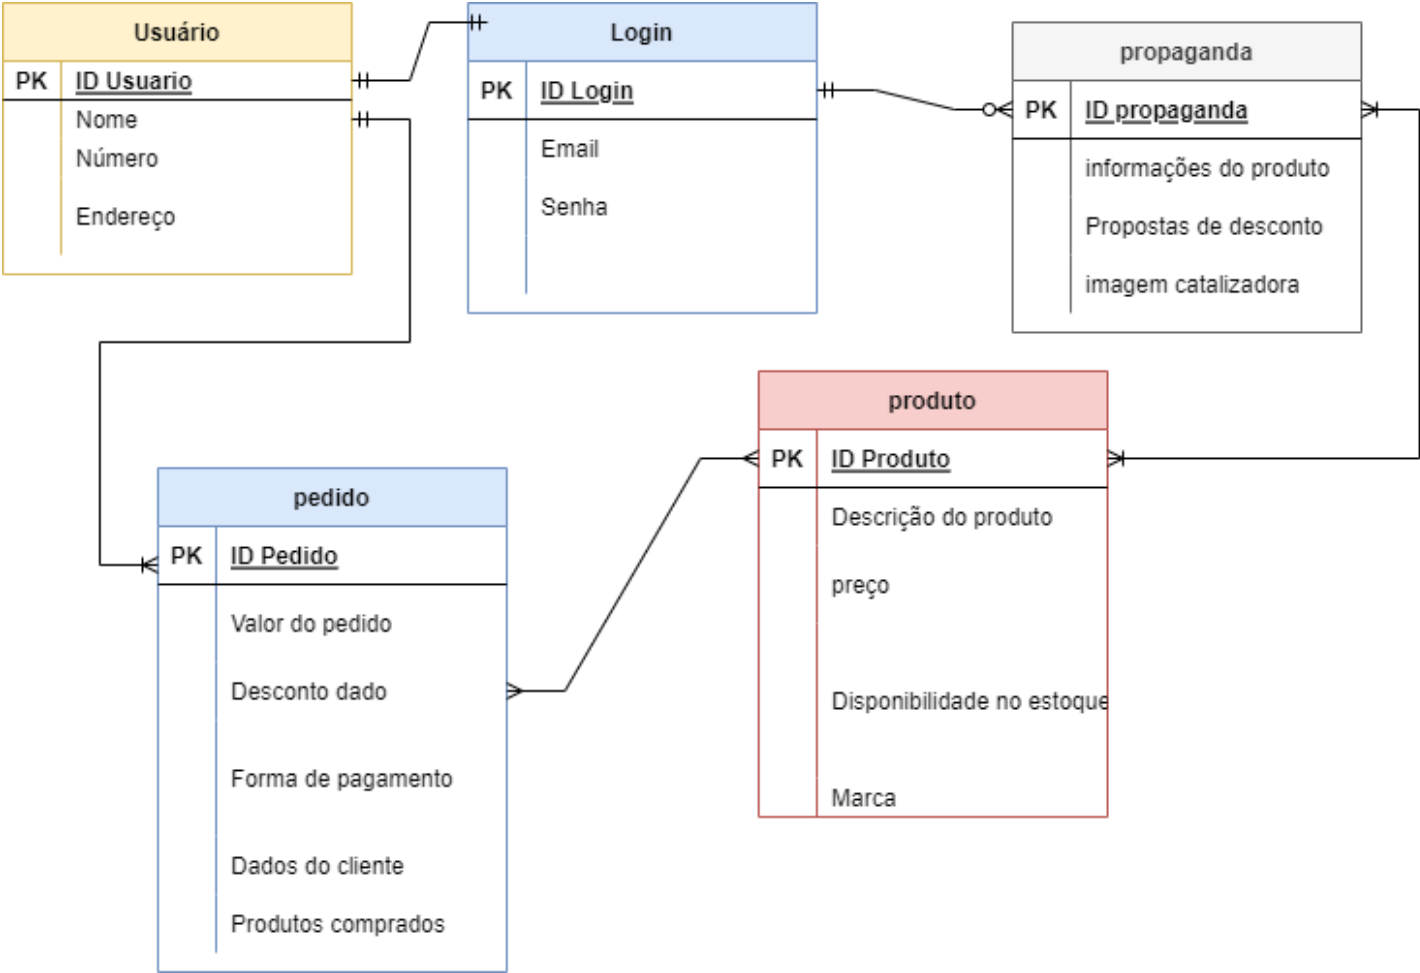 Usuário
PK ID Usuario
Nome
Número
Endereço
Login
PK ID Login
Email
Senha
propaganda
PK ID propaganda
informações do produto
Propostas de desconto
imagem catalizadora
produto
PK ID Produto
Descrição do produto
preço
Disponibilidade no estoque
Marca
pedido
PK ID Pedido
Valor do pedido
Desconto dado
Forma de pagamento
Dados do cliente
Produtos comprados